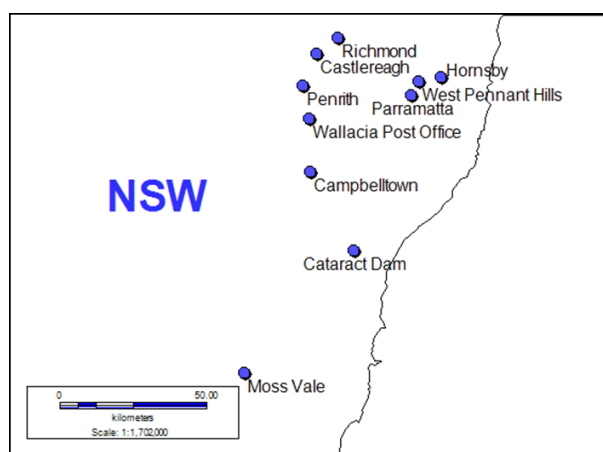 Richmond
Castlereagh
Hornsby
Penrith
West Pennant Hills
Parramatta
Wallacia Post Office
Campbelltown
NSW
Cataract Dam
Moss Vale
0 50.00
kilometers
Scale: 1:1,702,000